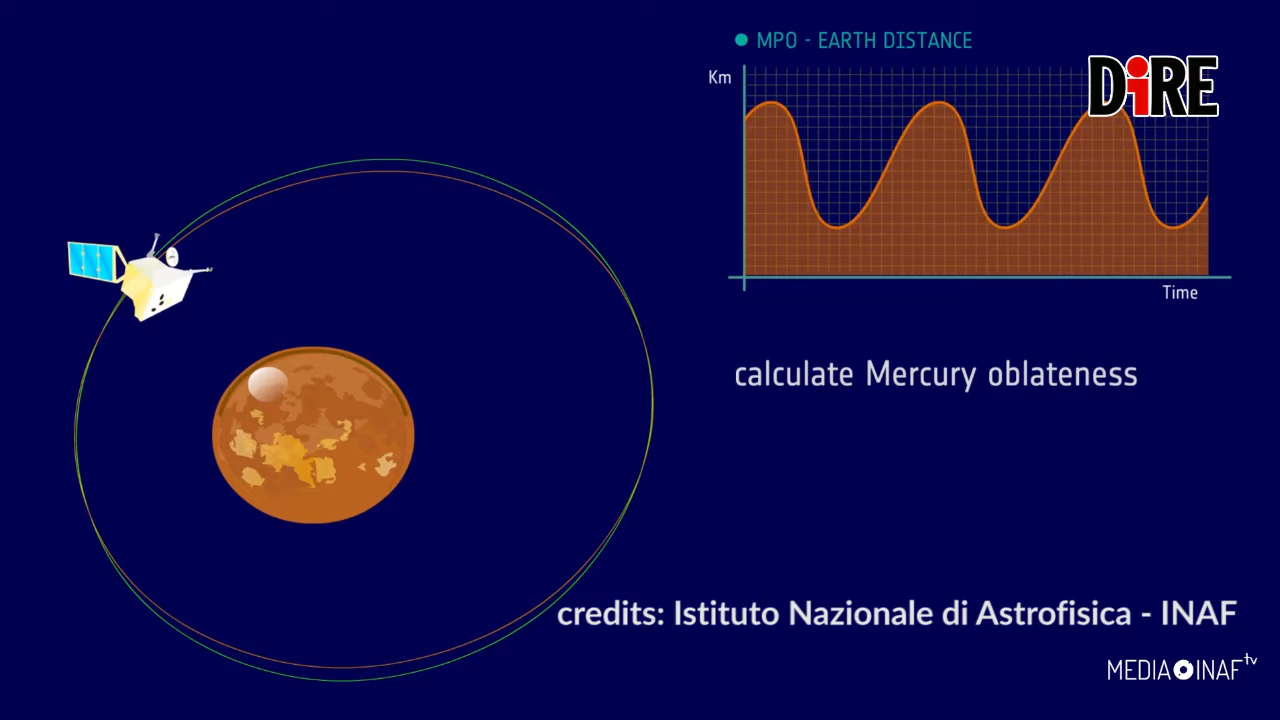 MPO - EARTH DISTANCE
DiRE
Km
Time
calculate Mercury oblateness
credits: Istituto Nazionale di Astrofisica - INAF
MEDIA INAF tv